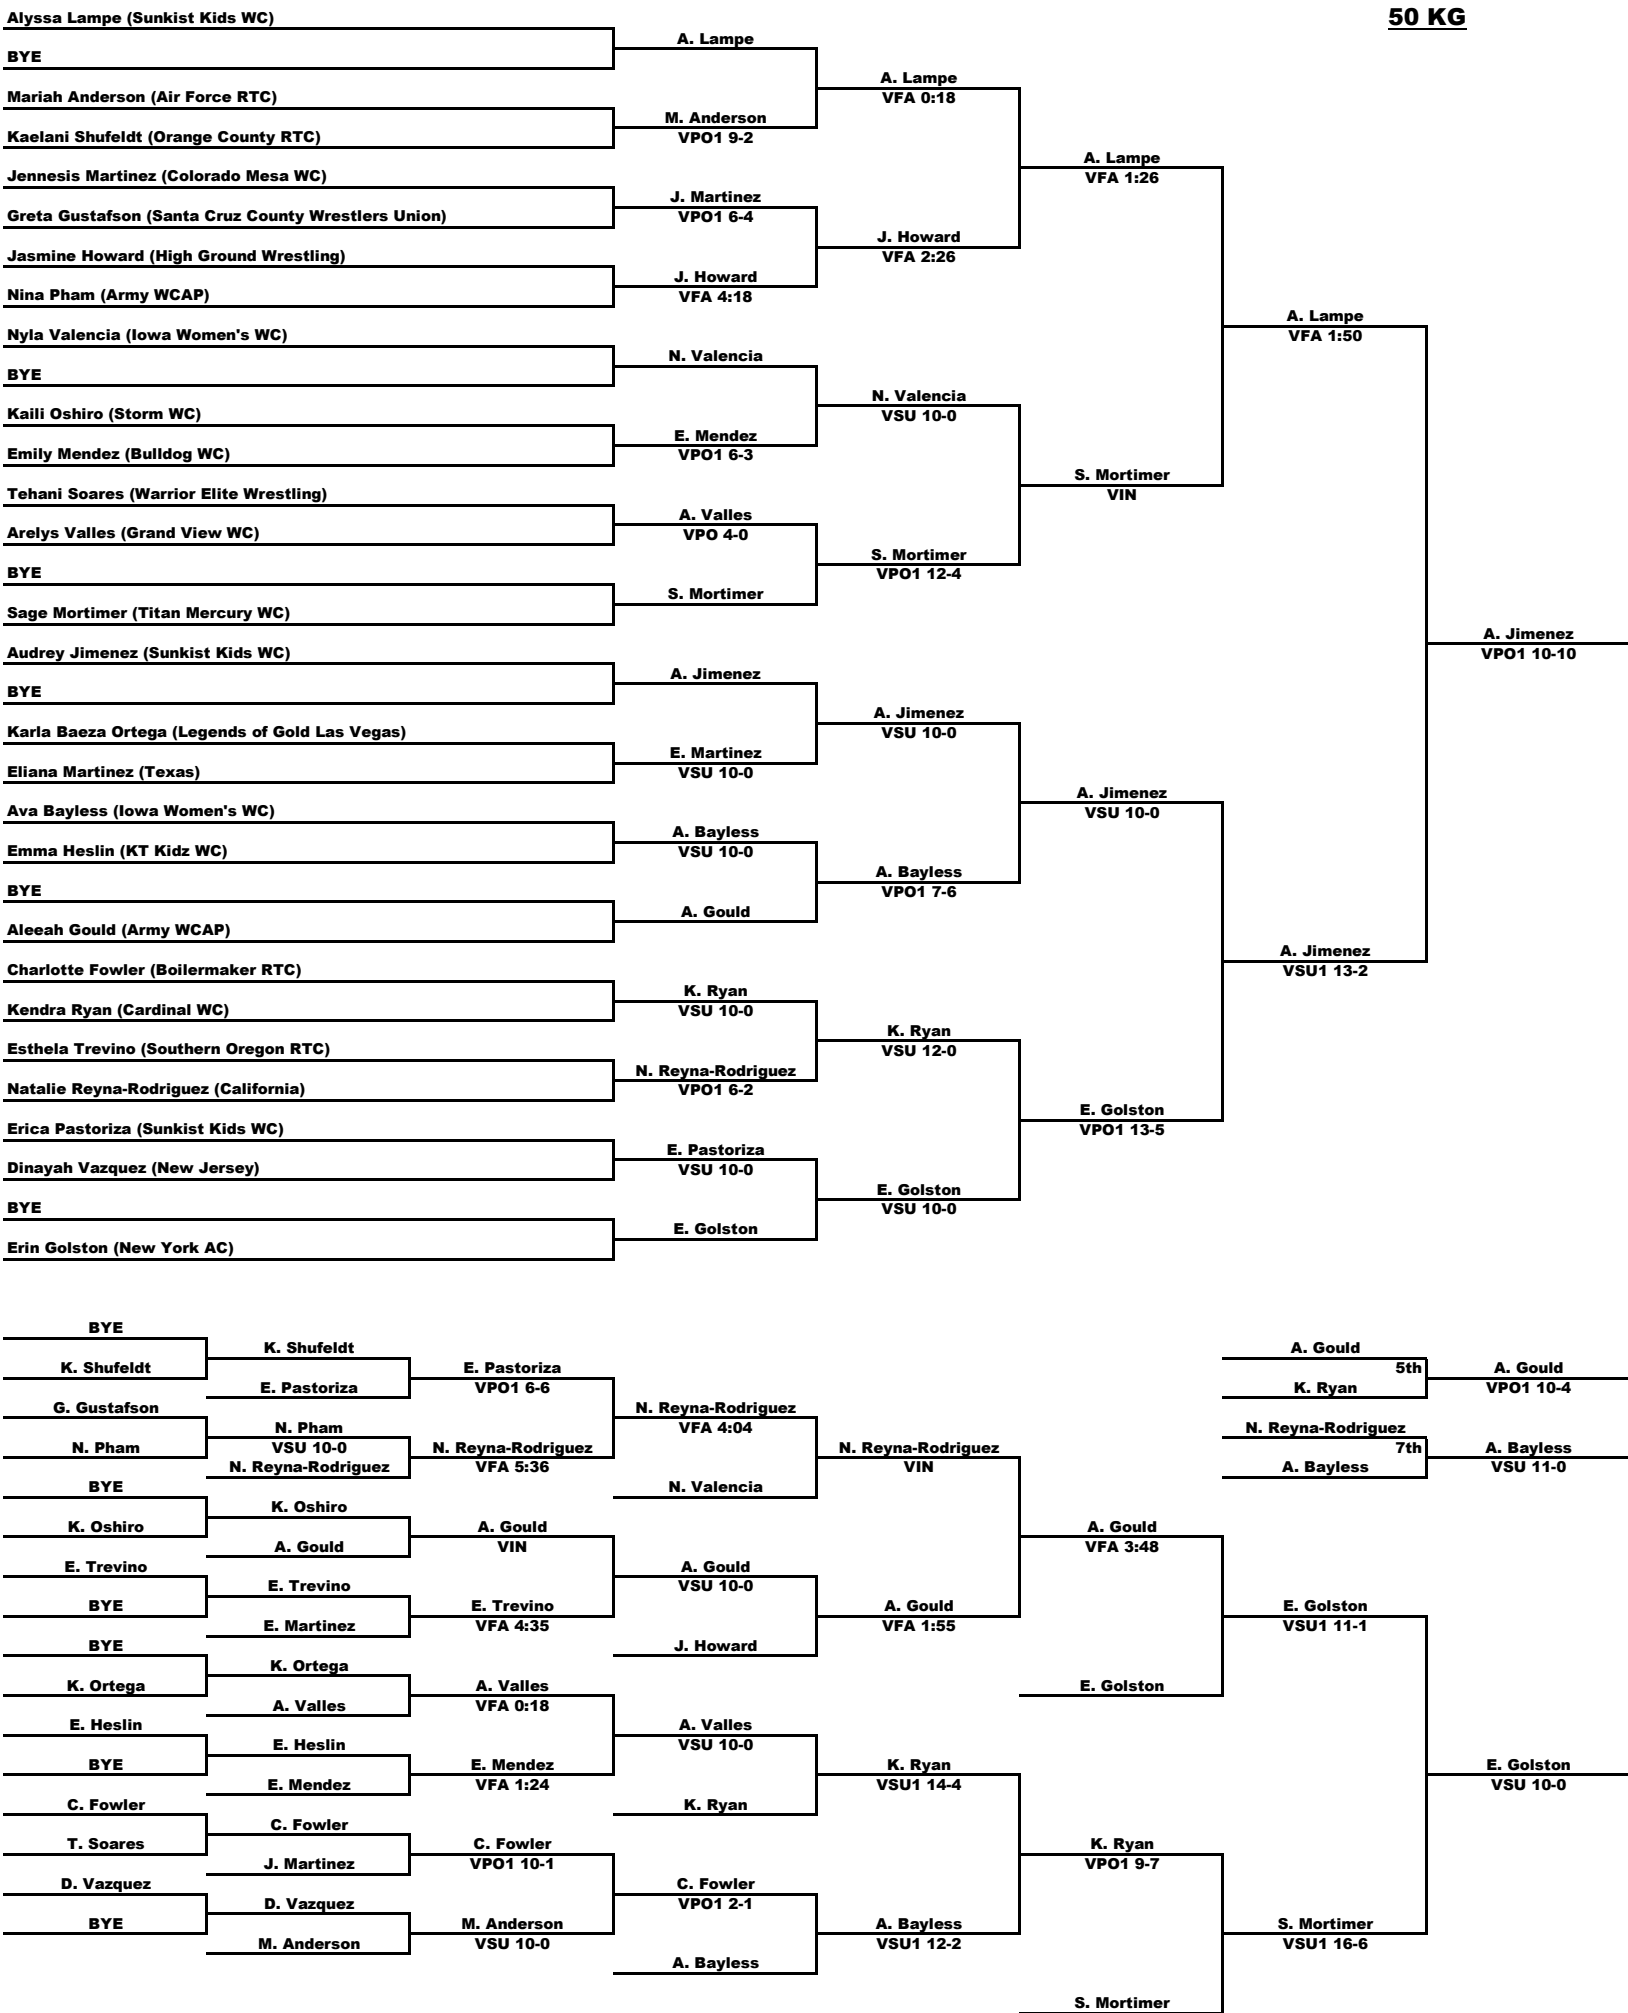 50 KG
Alyssa Lampe (Sunkist Kids WC)
BYE
Mariah Anderson (Air Force RTC)
Kaelani Shufeldt (Orange County RTC)
Jennesis Martinez (Colorado Mesa WC)
Greta Gustafson (Santa Cruz County Wrestlers Union)
Jasmine Howard (High Ground Wrestling)
Nina Pham (Army WCAP)
Nyla Valencia (Iowa Women's WC)
BYE
Kaili Oshiro (Storm WC)
Emily Mendez (Bulldog WC)
Tehani Soares (Warrior Elite Wrestling)
Arelys Valles (Grand View WC)
BYE
Sage Mortimer (Titan Mercury WC)
Audrey Jimenez (Sunkist Kids WC)
BYE
Karla Baeza Ortega (Legends of Gold Las Vegas)
Eliana Martinez (Texas)
Ava Bayless (Iowa Women's WC)
Emma Heslin (KT Kidz WC)
BYE
Aleeah Gould (Army WCAP)
Charlotte Fowler (Boilermaker RTC)
Kendra Ryan (Cardinal WC)
Esthela Trevino (Southern Oregon RTC)
Natalie Reyna-Rodriguez (California)
Erica Pastoriza (Sunkist Kids WC)
Dinayah Vazquez (New Jersey)
BYE
Erin Golston (New York AC)
A. Lampe
M. Anderson
VPO1 9-2
J. Martinez
VPO1 6-4
J. Howard
VFA 4:18
N. Valencia
E. Mendez
VPO1 6-3
A. Valles
VPO 4-0
S. Mortimer
A. Jimenez
E. Martinez
VSU 10-0
A. Bayless
VSU 10-0
A. Gould
K. Ryan
VSU 10-0
N. Reyna-Rodriguez
VPO1 6-2
E. Pastoriza
VSU 10-0
E. Golston
A. Lampe
VFA 0:18
J. Howard
VFA 2:26
N. Valencia
VSU 10-0
S. Mortimer
VPO1 12-4
A. Jimenez
VSU 10-0
A. Bayless
VPO1 7-6
K. Ryan
VSU 12-0
E. Golston
VSU 10-0
A. Lampe
VFA 1:26
S. Mortimer
VIN
A. Jimenez
VSU 10-0
E. Golston
VPO1 13-5
A. Lampe
VFA 1:50
A. Jimenez
VSU1 13-2
A. Jimenez
VPO1 10-10
BYE
K. Shufeldt
G. Gustafson
N. Pham
BYE
K. Oshiro
E. Trevino
BYE
BYE
K. Ortega
E. Heslin
BYE
C. Fowler
T. Soares
D. Vazquez
BYE
K. Shufeldt
E. Pastoriza
N. Pham
VSU 10-0
N. Reyna-Rodriguez
K. Oshiro
A. Gould
E. Trevino
E. Martinez
K. Ortega
A. Valles
E. Heslin
E. Mendez
C. Fowler
J. Martinez
D. Vazquez
M. Anderson
E. Pastoriza
VPO1 6-6
N. Reyna-Rodriguez
VFA 5:36
A. Gould
VIN
E. Trevino
VFA 4:35
A. Valles
VFA 0:18
E. Mendez
VFA 1:24
C. Fowler
VPO1 10-1
M. Anderson
VSU 10-0
N. Reyna-Rodriguez
VFA 4:04
N. Valencia
A. Gould
VSU 10-0
J. Howard
A. Valles
VSU 10-0
K. Ryan
C. Fowler
VPO1 2-1
A. Bayless
N. Reyna-Rodriguez
VIN
A. Gould
VFA 1:55
K. Ryan
VSU1 14-4
A. Bayless
VSU1 12-2
A. Gould
VFA 3:48
E. Golston
K. Ryan
VPO1 9-7
S. Mortimer
E. Golston
VSU1 11-1
S. Mortimer
VSU1 16-6
E. Golston
VSU 10-0
A. Gould
5th
K. Ryan
A. Gould
VPO1 10-4
N. Reyna-Rodriguez
7th
A. Bayless
A. Bayless
VSU 11-0